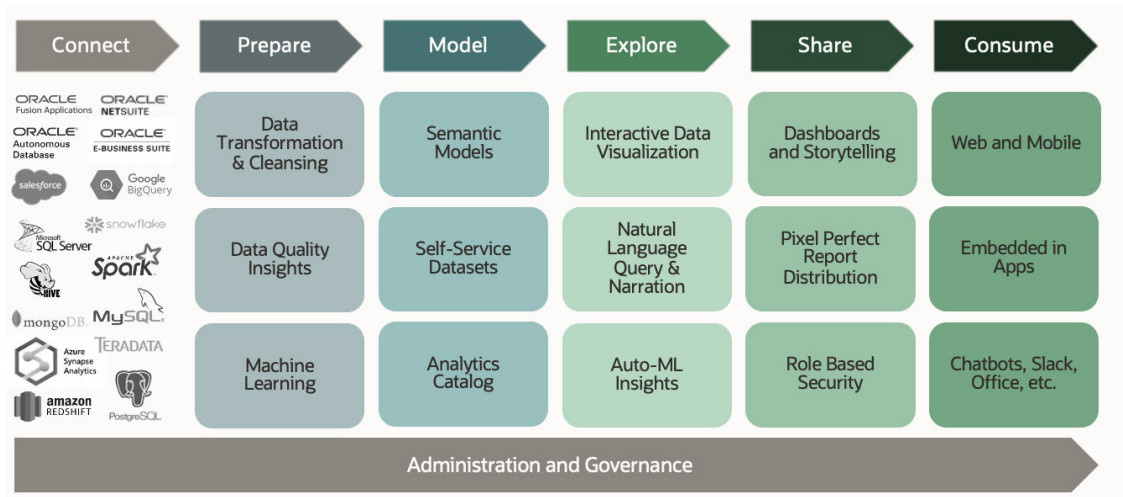 Connect
Prepare
Model
Explore
Share
Consume
ORACLE
Fusion Applications
ORACLE
NETSUITE
ORACLE
Autonomous
Database
ORACLE
E-BUSINESS SUITE
salesforce
Google
BigQuery
Microsoft
SQL Server
snowflake
HIVE
APACHE
Spark
mongoDB
MySQL
Azure
Synapse
Analytics
TERADATA
amazon
REDSHIFT
PostgreSQL
Data
Transformation
& Cleansing
Semantic
Models
Interactive Data
Visualization
Dashboards
and Storytelling
Web and Mobile
Data Quality
Insights
Self-Service
Datasets
Natural
Language
Query &
Narration
Pixel Perfect
Report
Distribution
Embedded in
Apps
Machine
Learning
Analytics
Catalog
Auto-ML
Insights
Role Based
Security
Chatbots, Slack,
Office, etc.
Administration and Governance